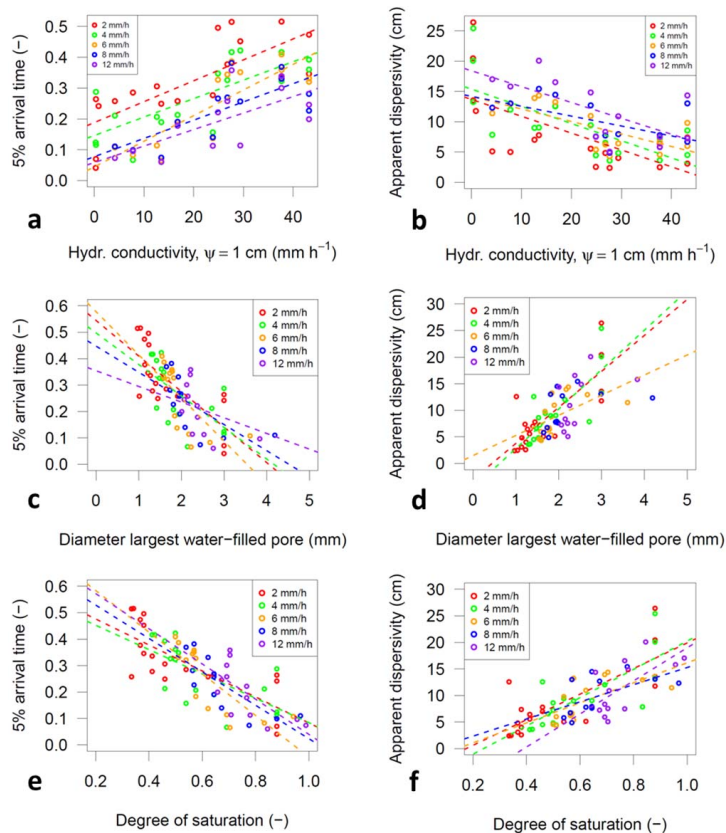 5% arrival time (−)
0.5
0.4
0.3
0.2
0.1
0.0
2 mm/h
4 mm/h
6 mm/h
8 mm/h
12 mm/h
0 10 20 30 40
a
Hydr. conductivity, ψ = 1 cm (mm h⁻¹)
Apparent dispersivity (cm)
25
20
15
10
5
0
2 mm/h
4 mm/h
6 mm/h
8 mm/h
12 mm/h
0 10 20 30 40
b
Hydr. conductivity, ψ = 1 cm (mm h⁻¹)
5% arrival time (−)
0.6
0.5
0.4
0.3
0.2
0.1
0.0
2 mm/h
4 mm/h
6 mm/h
8 mm/h
12 mm/h
0 1 2 3 4 5
c
Diameter largest water−filled pore (mm)
Apparent dispersivity (cm)
30
25
20
15
10
5
0
2 mm/h
4 mm/h
6 mm/h
8 mm/h
12 mm/h
0 1 2 3 4 5
d
Diameter largest water−filled pore (mm)
5% arrival time (−)
0.6
0.5
0.4
0.3
0.2
0.1
0.0
2 mm/h
4 mm/h
6 mm/h
8 mm/h
12 mm/h
0.2 0.4 0.6 0.8 1.0
e
Degree of saturation (−)
Apparent dispersivity (cm)
30
25
20
15
10
5
0
2 mm/h
4 mm/h
6 mm/h
8 mm/h
12 mm/h
0.2 0.4 0.6 0.8 1.0
f
Degree of saturation (−)